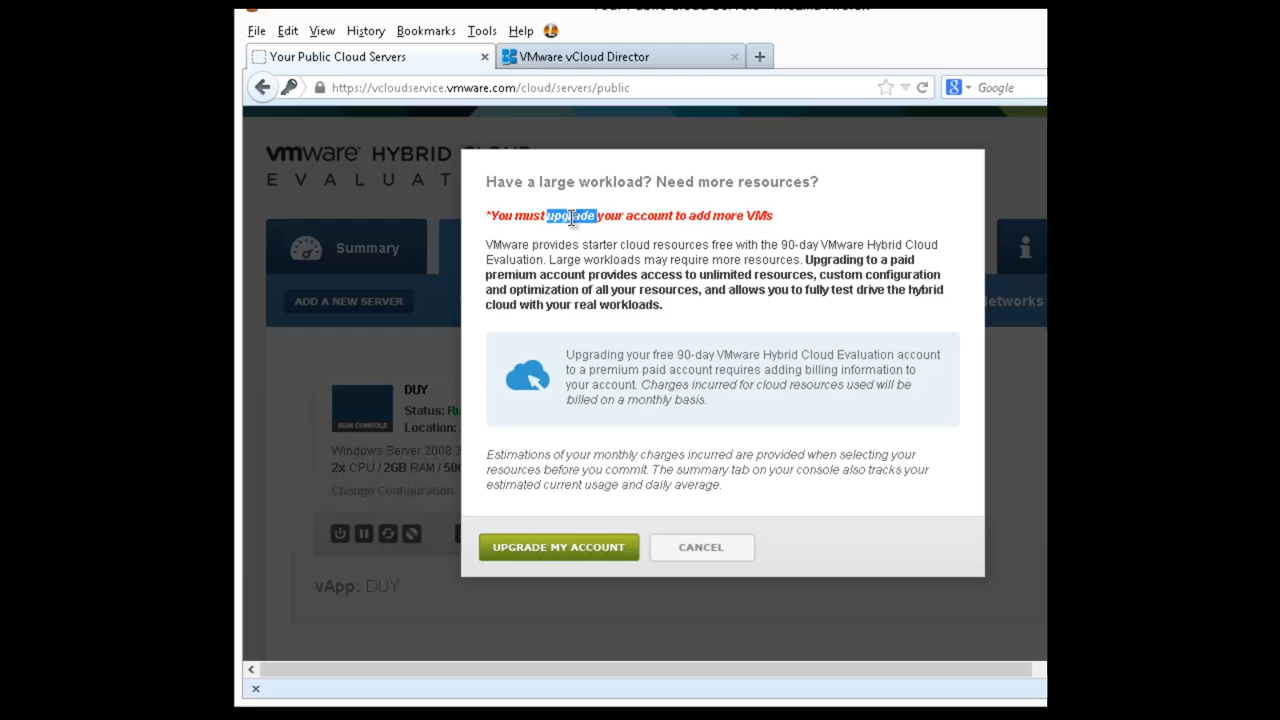 File Edit View History Bookmarks Tools Help
Your Public Cloud Servers
VMware vCloud Director
https://vcloudservice.vmware.com/cloud/servers/public
Google
vmware HYBRID
EVALUAT
Have a large workload? Need more resources?
*You must upgrade your account to add more VMs
VMware provides starter cloud resources free with the 90-day VMware Hybrid Cloud
Evaluation. Large workloads may require more resources. Upgrading to a paid
premium account provides access to unlimited resources, custom configuration
and optimization of all your resources, and allows you to fully test drive the hybrid
cloud with your real workloads.
Summary
ADD A NEW SERVER
etworks
Upgrading your free 90-day VMware Hybrid Cloud Evaluation account
to a premium paid account requires adding billing information to
your account. Charges incurred for cloud resources used will be
billed on a monthly basis.
DUY
Status: Ru
Location:
RUN CONSOLE
Windows Server 2008
2x CPU / 2GB RAM /
Change Configuration
Estimations of your monthly charges incurred are provided when selecting your
resources before you commit. The summary tab on your console also tracks your
estimated current usage and daily average.
UPGRADE MY ACCOUNT
CANCEL
vApp: DUY